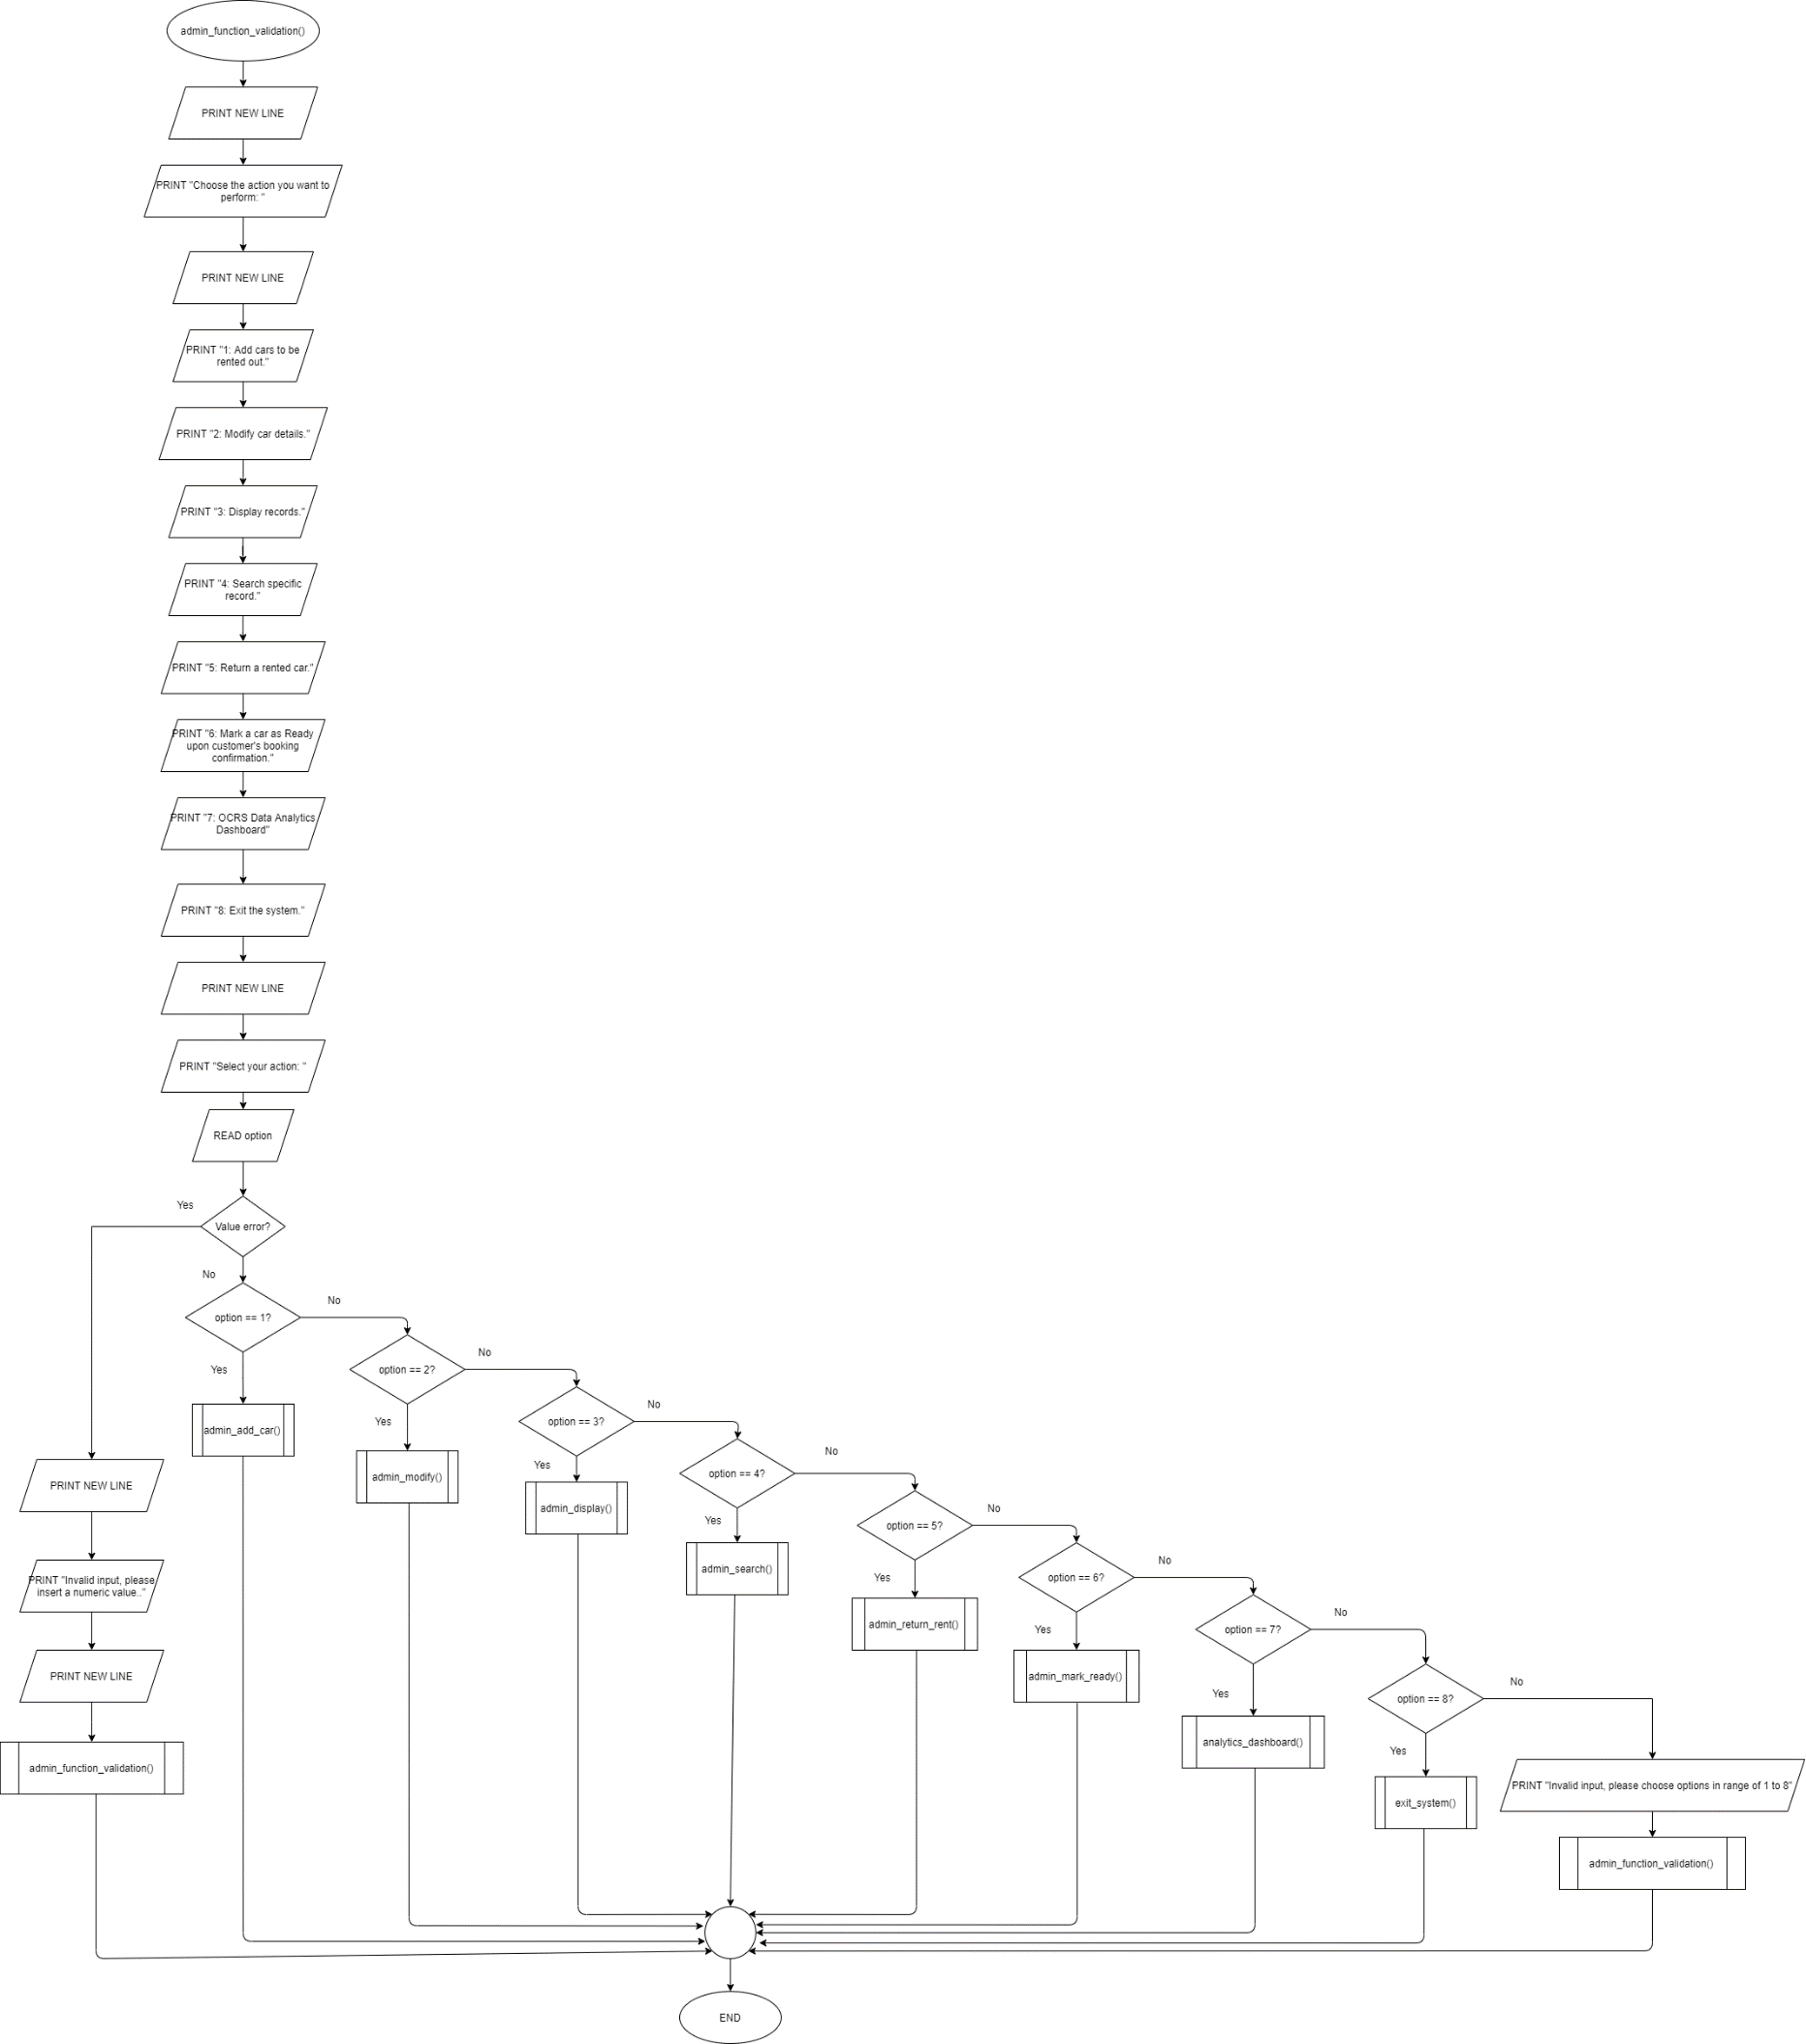 admin_function_validation()
PRINT NEW LINE
PRINT "Choose the action you want to
perform: "
PRINT NEW LINE
PRINT "1: Add cars to be
rented out."
PRINT "2: Modify car details."
PRINT "3: Display records."
PRINT "4: Search specific
record."
PRINT "5: Return a rented car."
PRINT "6: Mark a car as Ready
upon customer's booking
confirmation."
PRINT "7: OCRS Data Analytics
Dashboard"
PRINT "8: Exit the system."
PRINT NEW LINE
PRINT "Select your action: "
READ option
Yes
Value error?
No
option == 1?
No
Yes
admin_add_car()
option == 2?
No
Yes
admin_modify()
option == 3?
No
Yes
admin_display()
option == 4?
No
Yes
admin_search()
option == 5?
No
Yes
admin_return_rent()
option == 6?
No
Yes
admin_mark_ready()
option == 7?
No
Yes
analytics_dashboard()
option == 8?
No
Yes
exit_system()
PRINT "Invalid input, please choose options in range of 1 to 8"
admin_function_validation()
PRINT NEW LINE
PRINT "Invalid input, please
insert a numeric value.."
PRINT NEW LINE
admin_function_validation()
END